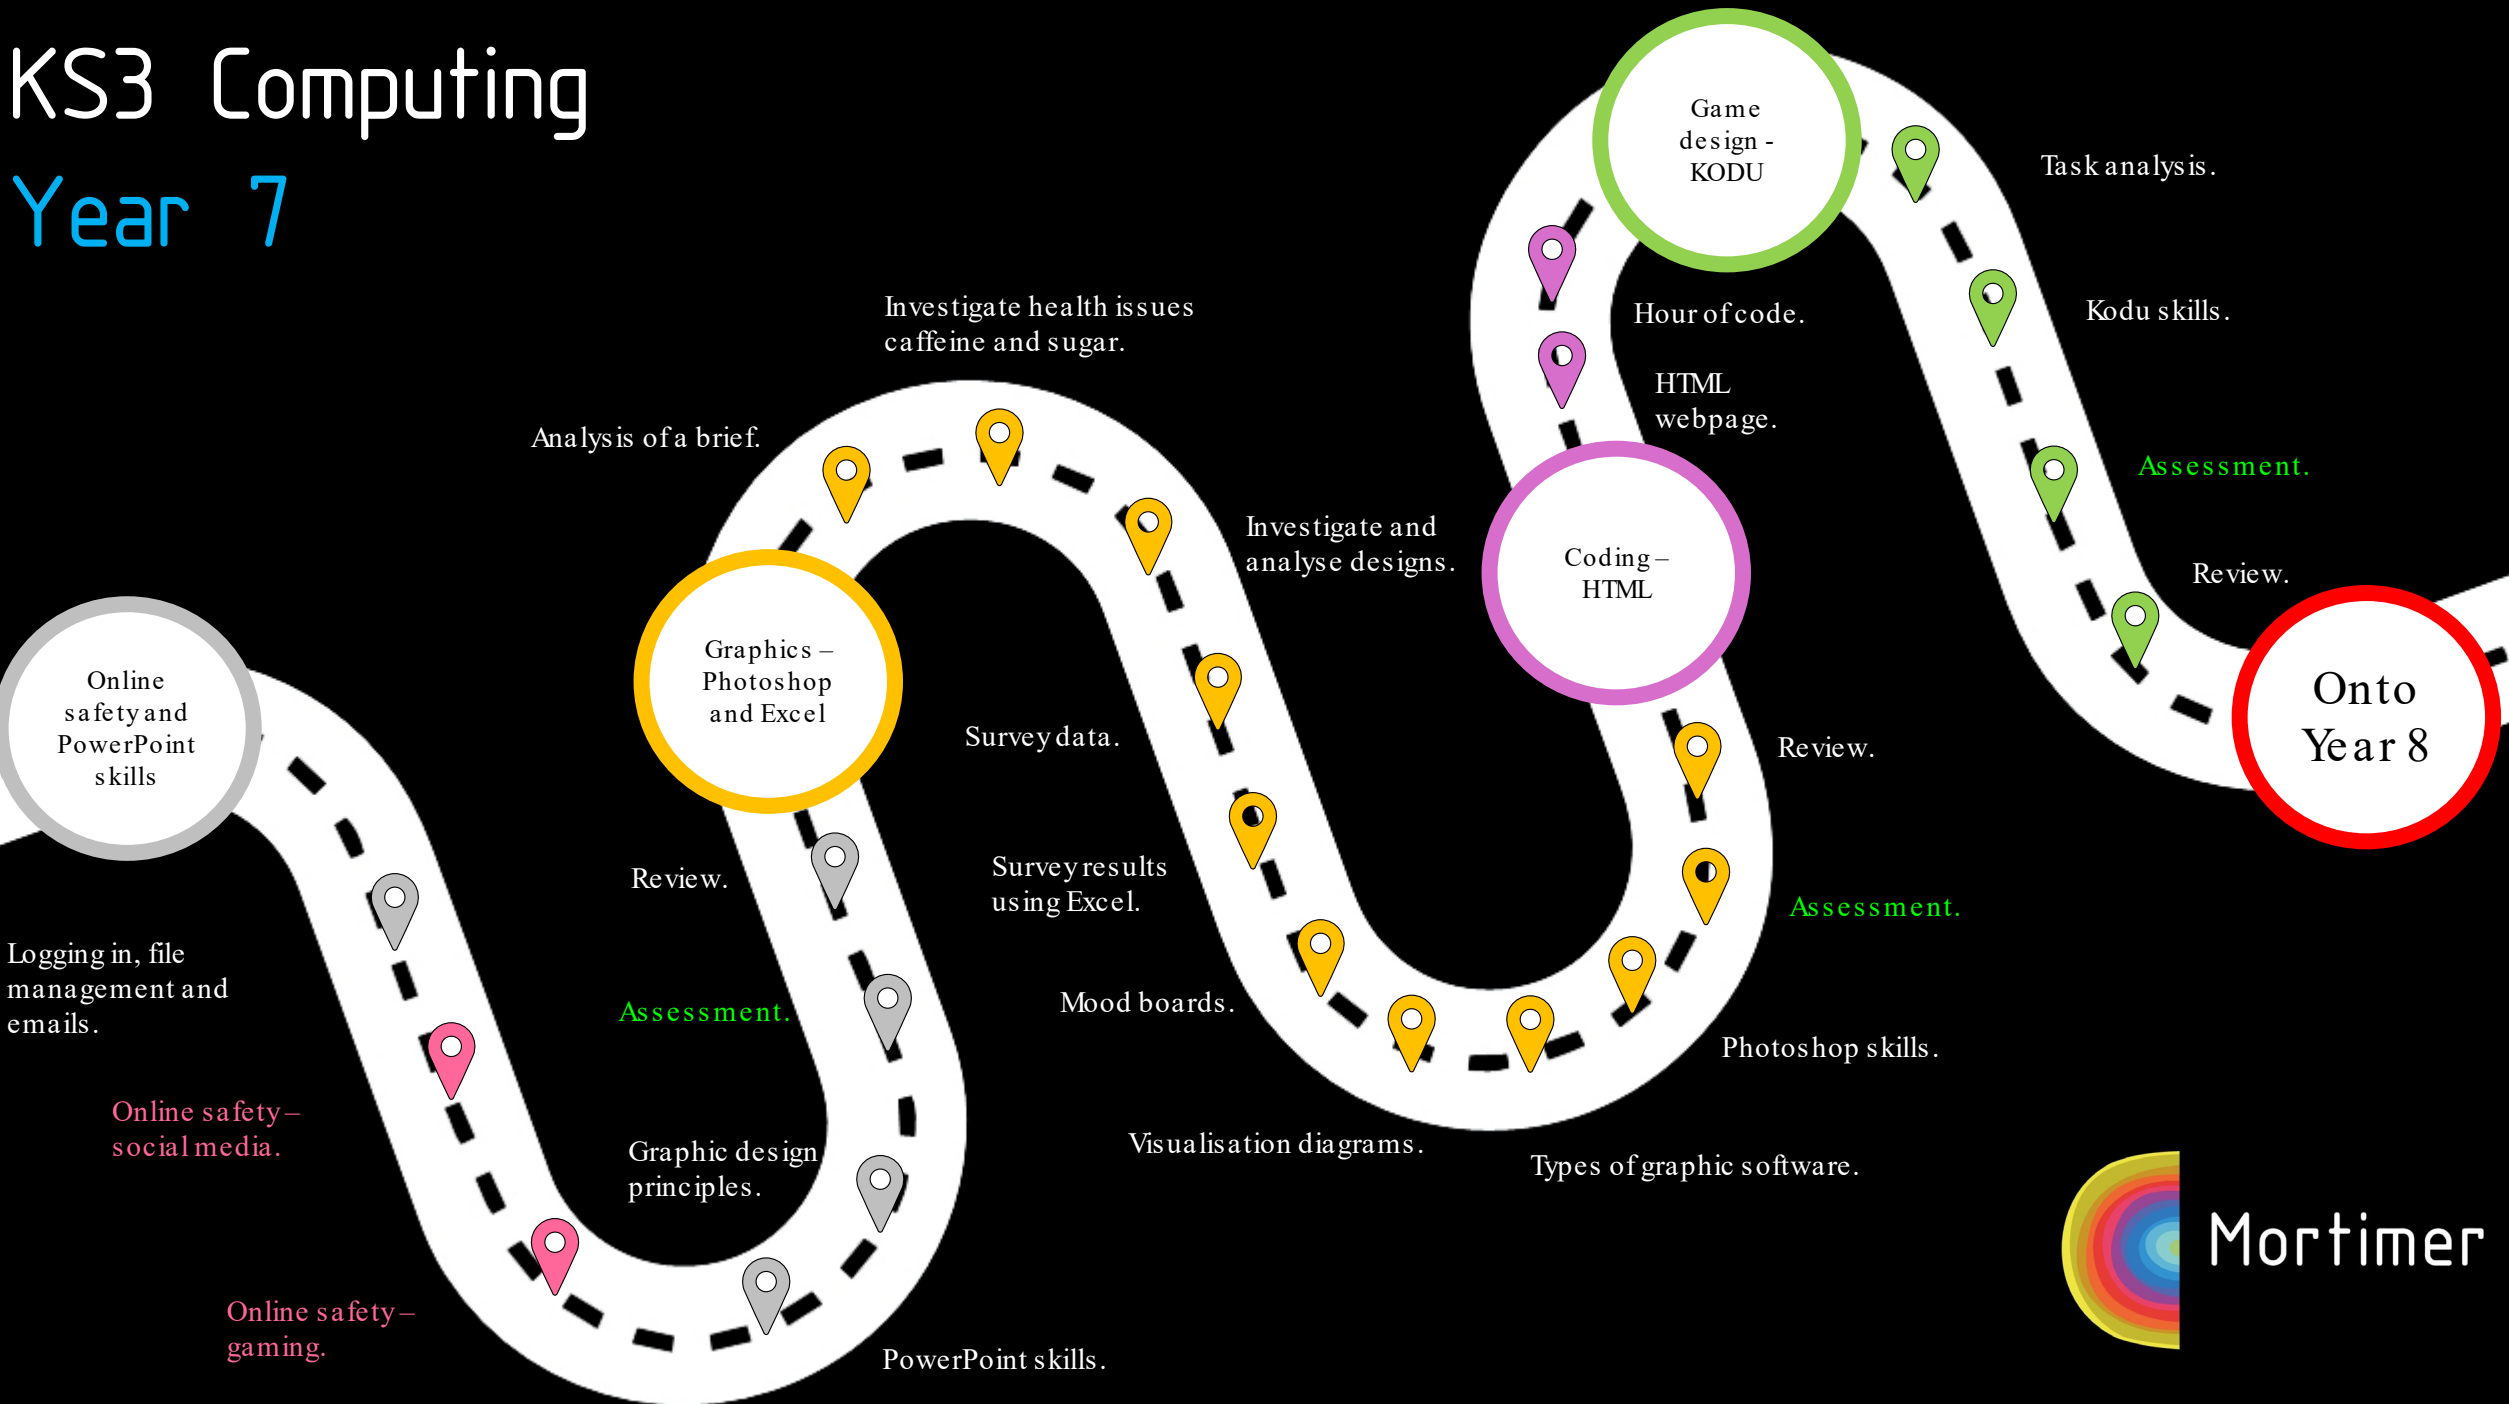 KS3 Computing
Year 7
Online
safety and
PowerPoint
skills
Logging in, file
management and
emails.
Online safety –
social media.
Online safety –
gaming.
PowerPoint skills.
Graphic design
principles.
Assessment.
Review.
Graphics –
Photoshop
and Excel
Analysis of a brief.
Investigate health issues
caffeine and sugar.
Investigate and
analyse designs.
Survey data.
Survey results
using Excel.
Mood boards.
Visualisation diagrams.
Types of graphic software.
Photoshop skills.
Assessment.
Review.
Coding –
HTML
HTML
webpage.
Hour of code.
Game
design -
KODU
Task analysis.
Kodu skills.
Assessment.
Review.
Onto
Year 8
Mortimer